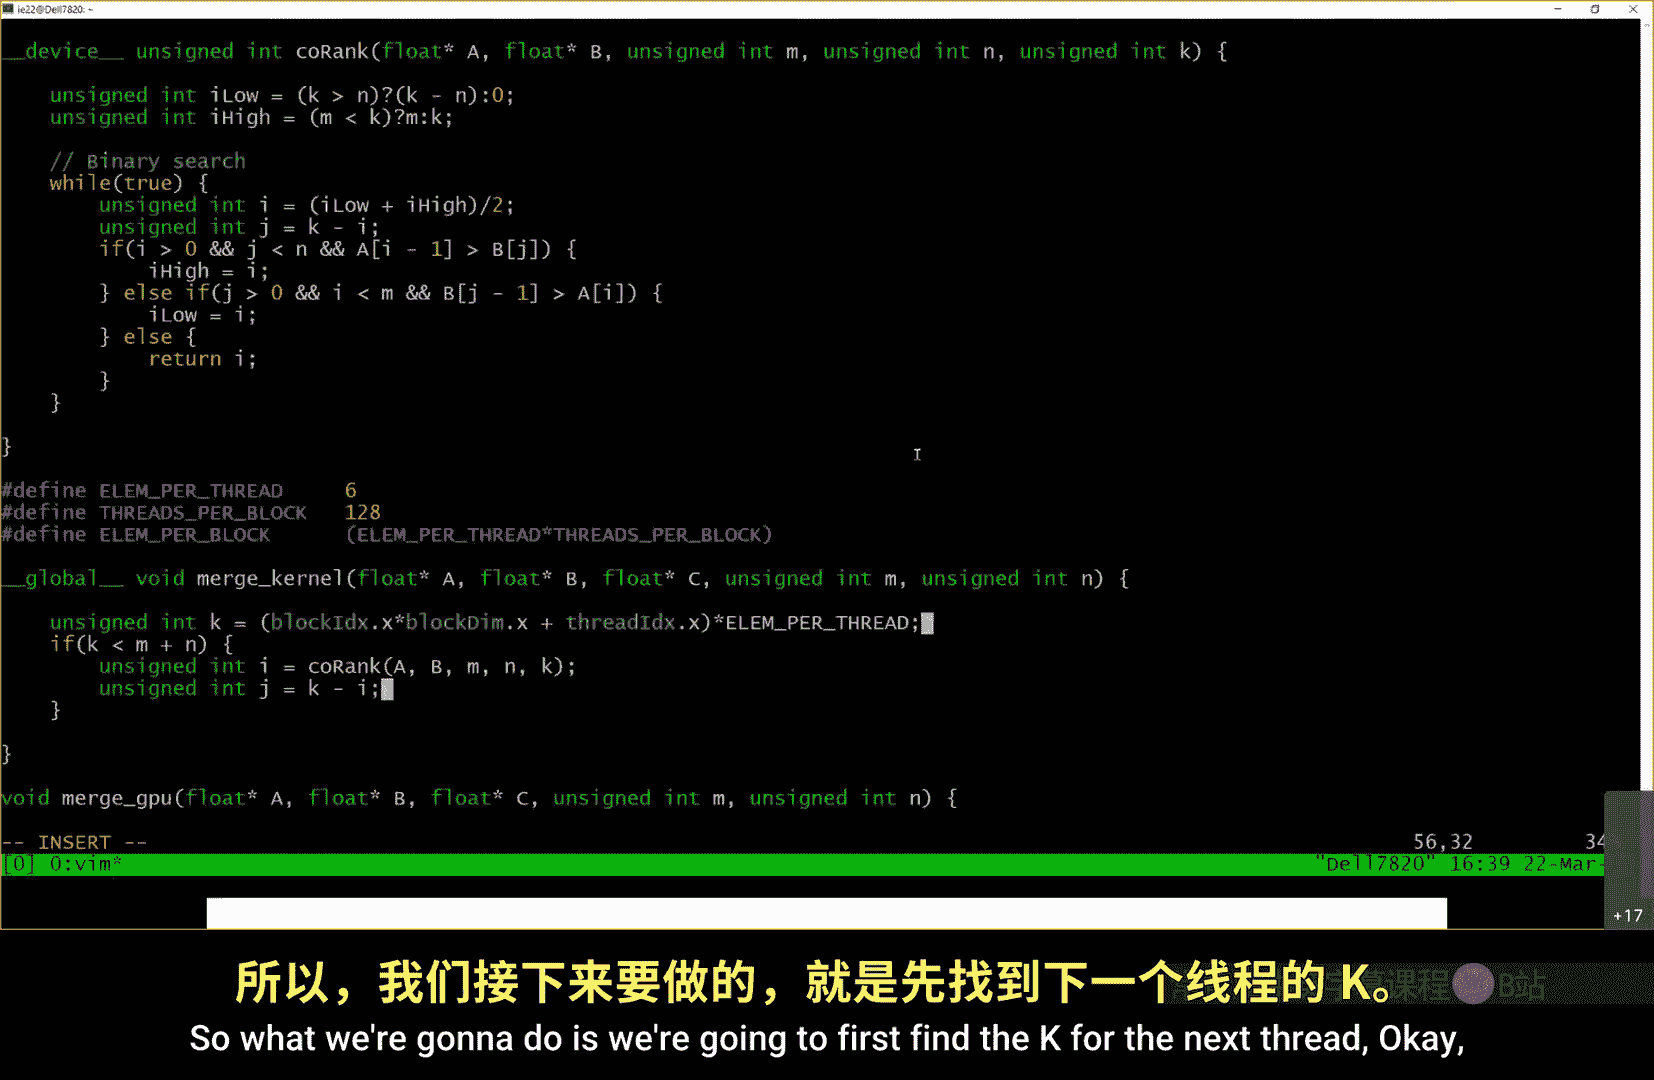 ie22@Dell7820: ~
__device__ unsigned int coRank(float* A, float* B, unsigned int m, unsigned int n, unsigned int k) {
unsigned int iLow = (k > n)?(k - n):0;
unsigned int iHigh = (m < k)?m:k;
// Binary search
while(true) {
unsigned int i = (iLow + iHigh)/2;
unsigned int j = k - i;
if(i > 0 && j < n && A[i - 1] > B[j]) {
iHigh = i;
} else if(j > 0 && i < m && B[j - 1] > A[i]) {
iLow = i;
} else {
return i;
}
}
}
#define ELEM_PER_THREAD 6
#define THREADS_PER_BLOCK 128
#define ELEM_PER_BLOCK (ELEM_PER_THREAD*THREADS_PER_BLOCK)
__global__ void merge_kernel(float* A, float* B, float* C, unsigned int m, unsigned int n) {
unsigned int k = (blockIdx.x*blockDim.x + threadIdx.x)*ELEM_PER_THREAD;
if(k < m + n) {
unsigned int i = coRank(A, B, m, n, k);
unsigned int j = k - i;
}
}
void merge_gpu(float* A, float* B, float* C, unsigned int m, unsigned int n) {
-- INSERT -- 56,32 34
[0] 0:vim* "Dell7820" 16:39 22-Mar-
+17
所以，我们接下来要做的，就是先找到下一个线程的 K。
课程 B站
So what we're gonna do is we're going to first find the K for the next thread, Okay,